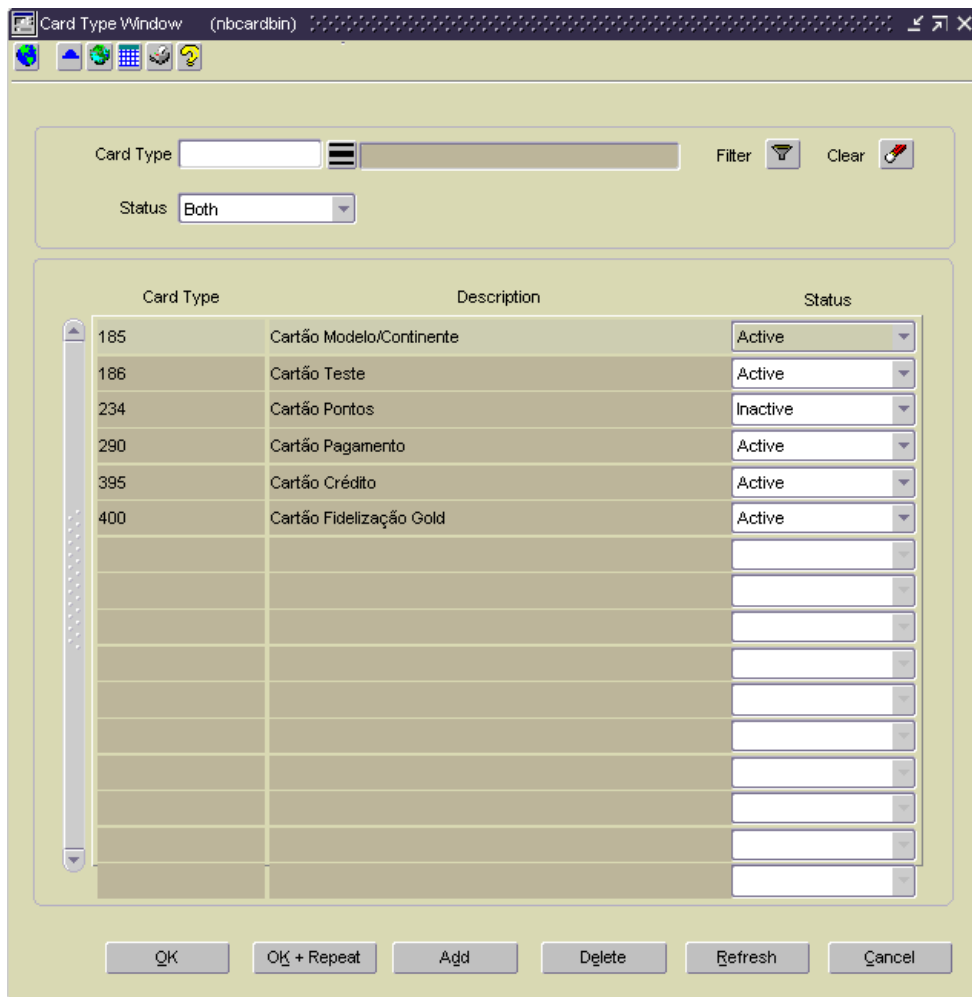 Card Type Window (nbcardbin)
Card Type Filter Clear
Status Both
Card Type Description Status
185 Cartão Modelo/Continente Active
186 Cartão Teste Active
234 Cartão Pontos Inactive
290 Cartão Pagamento Active
395 Cartão Crédito Active
400 Cartão Fidelização Gold Active
OK OK + Repeat Add Delete Refresh Cancel